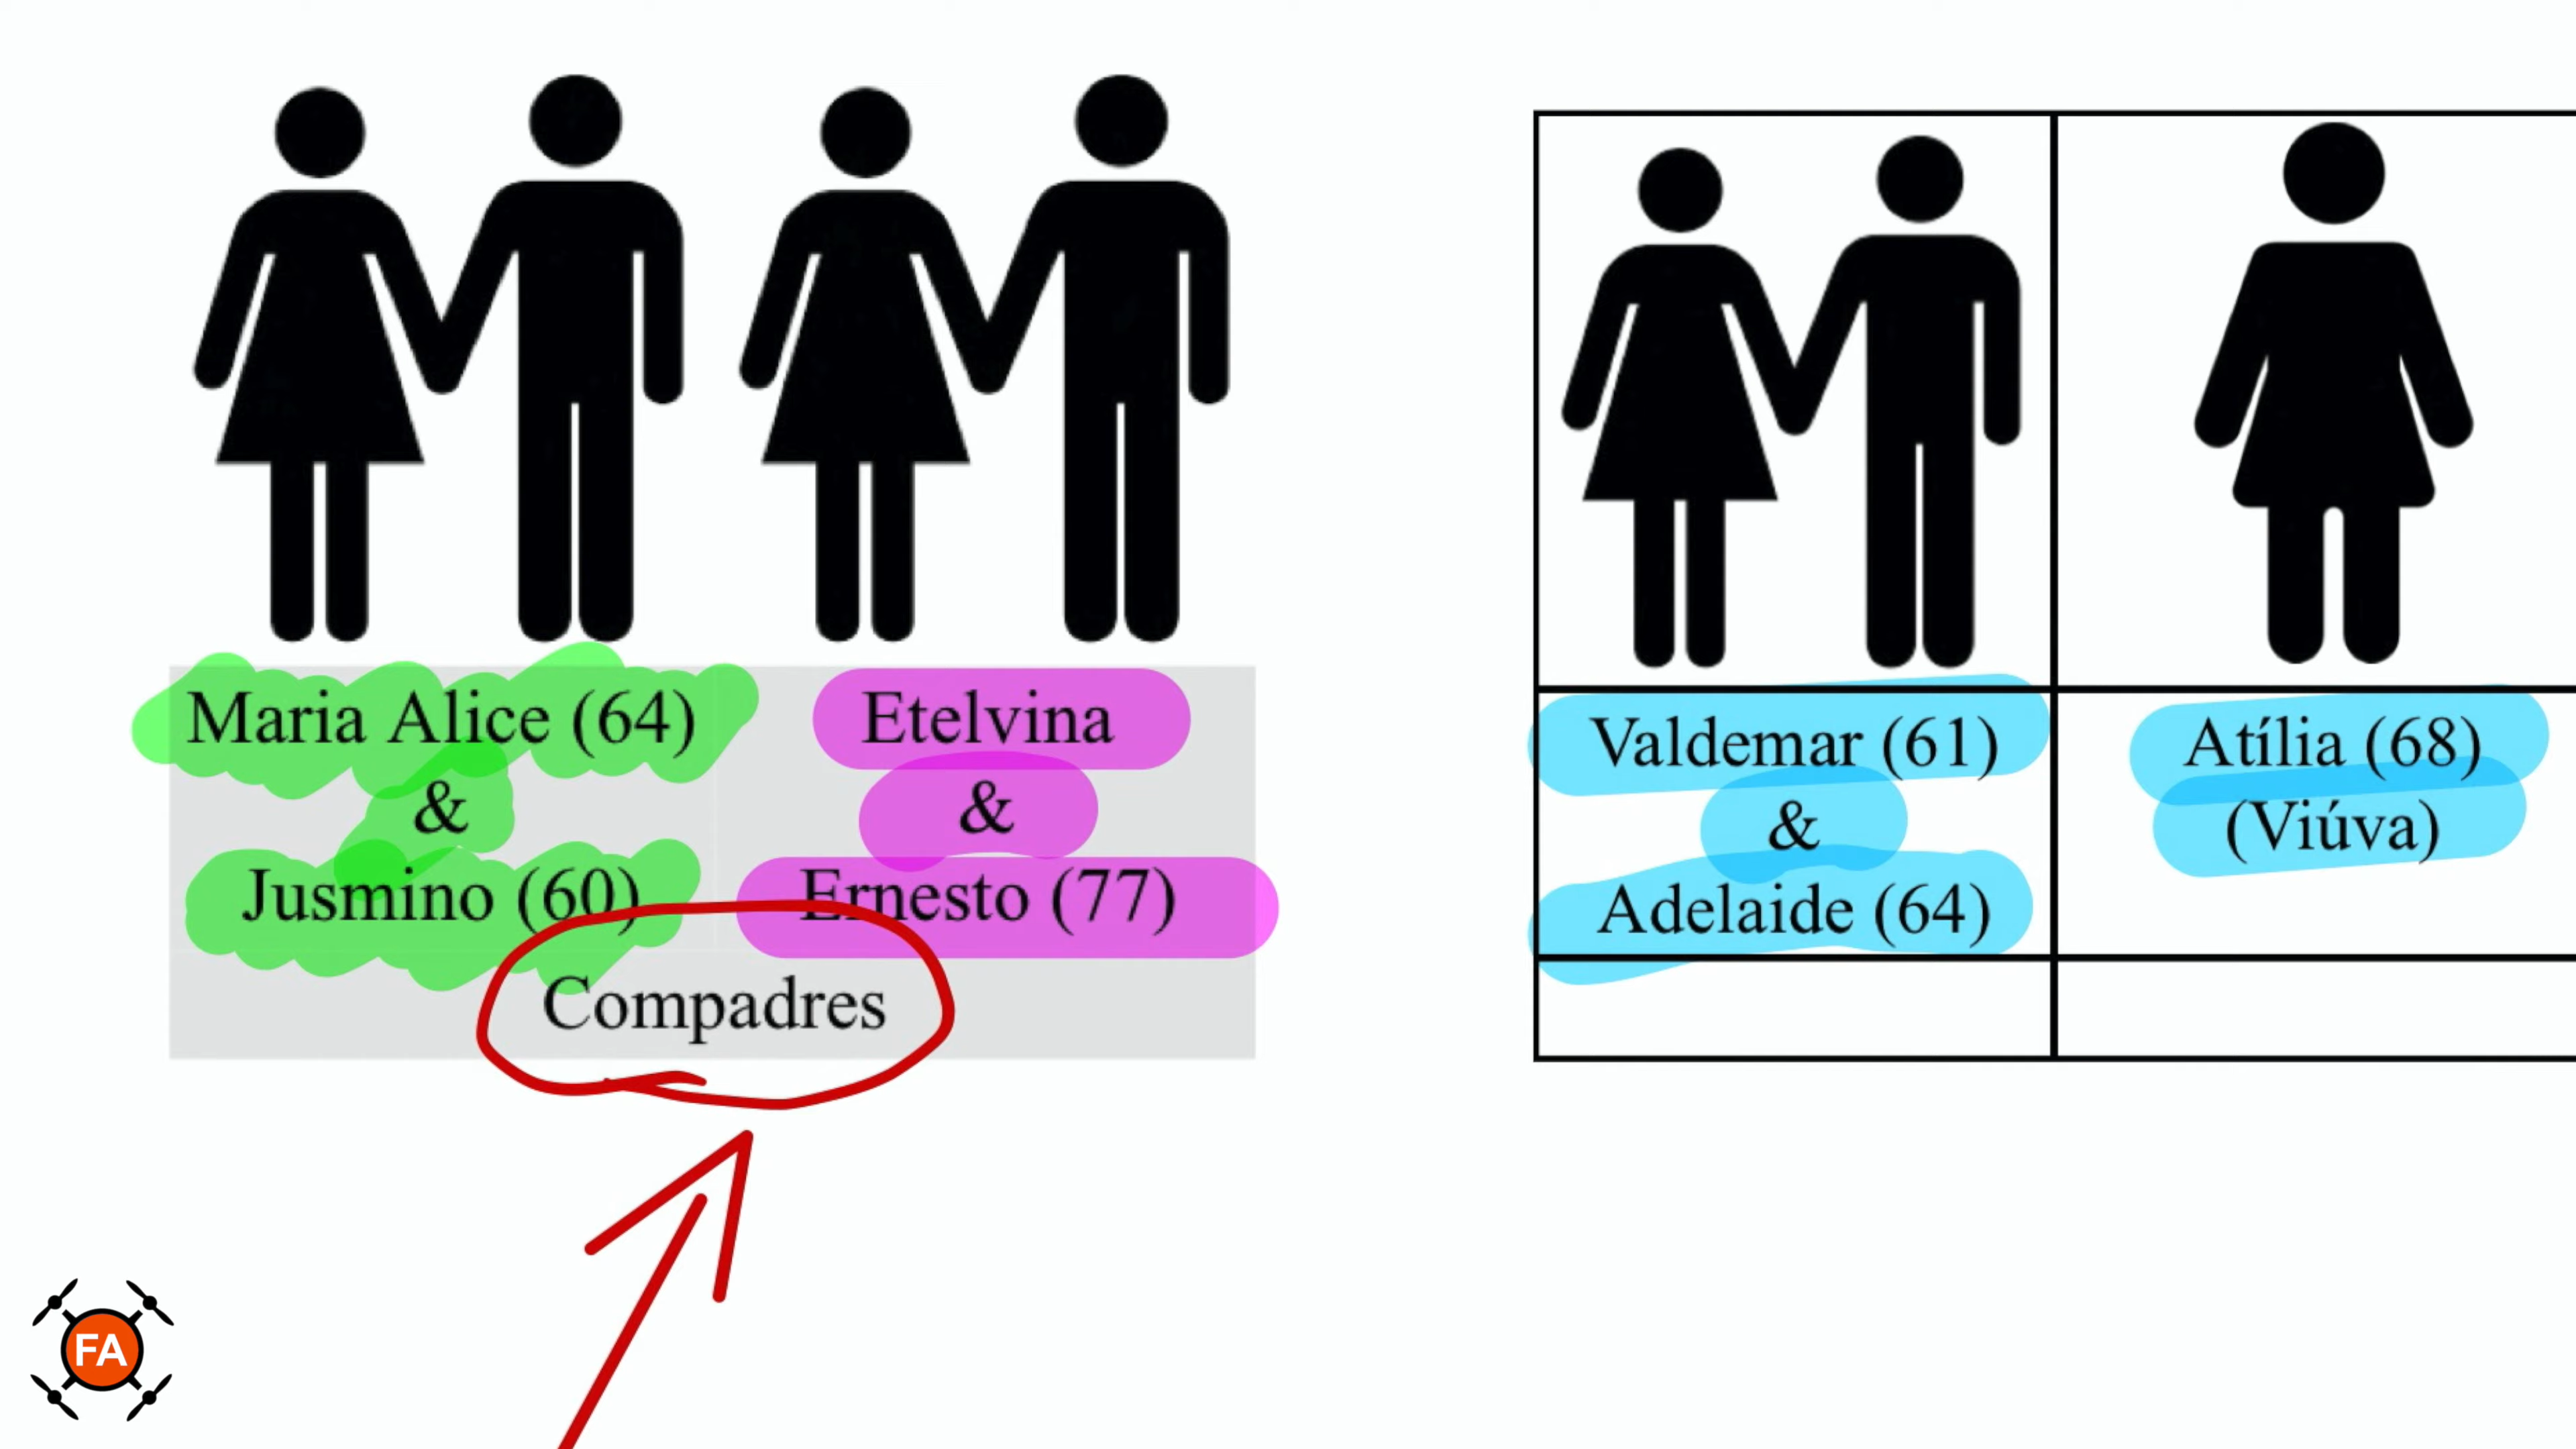 Maria Alice (64)
&
Jusmino (60)
Etelvina
&
Ernesto (77)
Compadres
Valdemar (61)
&
Adelaide (64)
Atília (68)
(Viúva)
FA